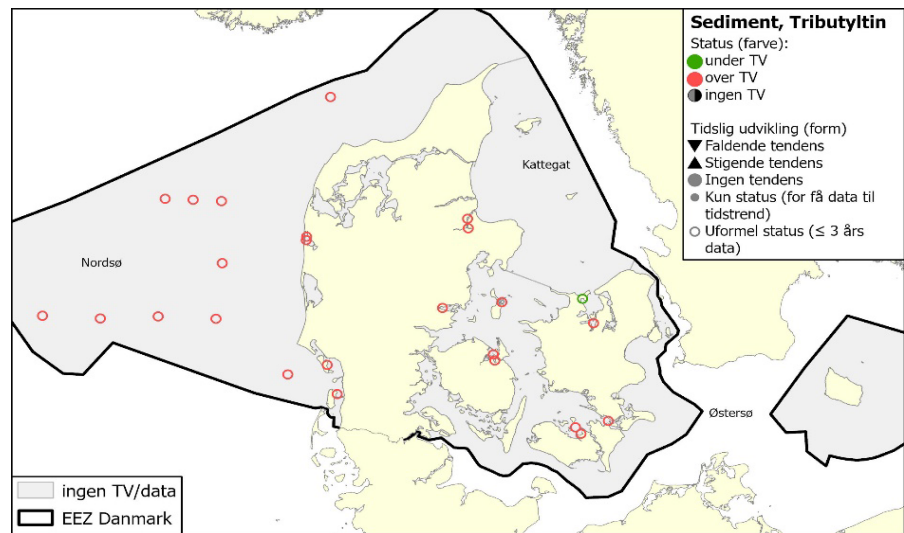 Sediment, Tributyltin
Status (farve):
under TV
over TV
ingen TV
Tidslig udvikling (form)
Faldende tendens
Stigende tendens
Ingen tendens
Kun status (for få data til
tidstrend)
Uformel status (≤ 3 års
data)
Kattegat
Nordsø
Østersø
ingen TV/data
EEZ Danmark